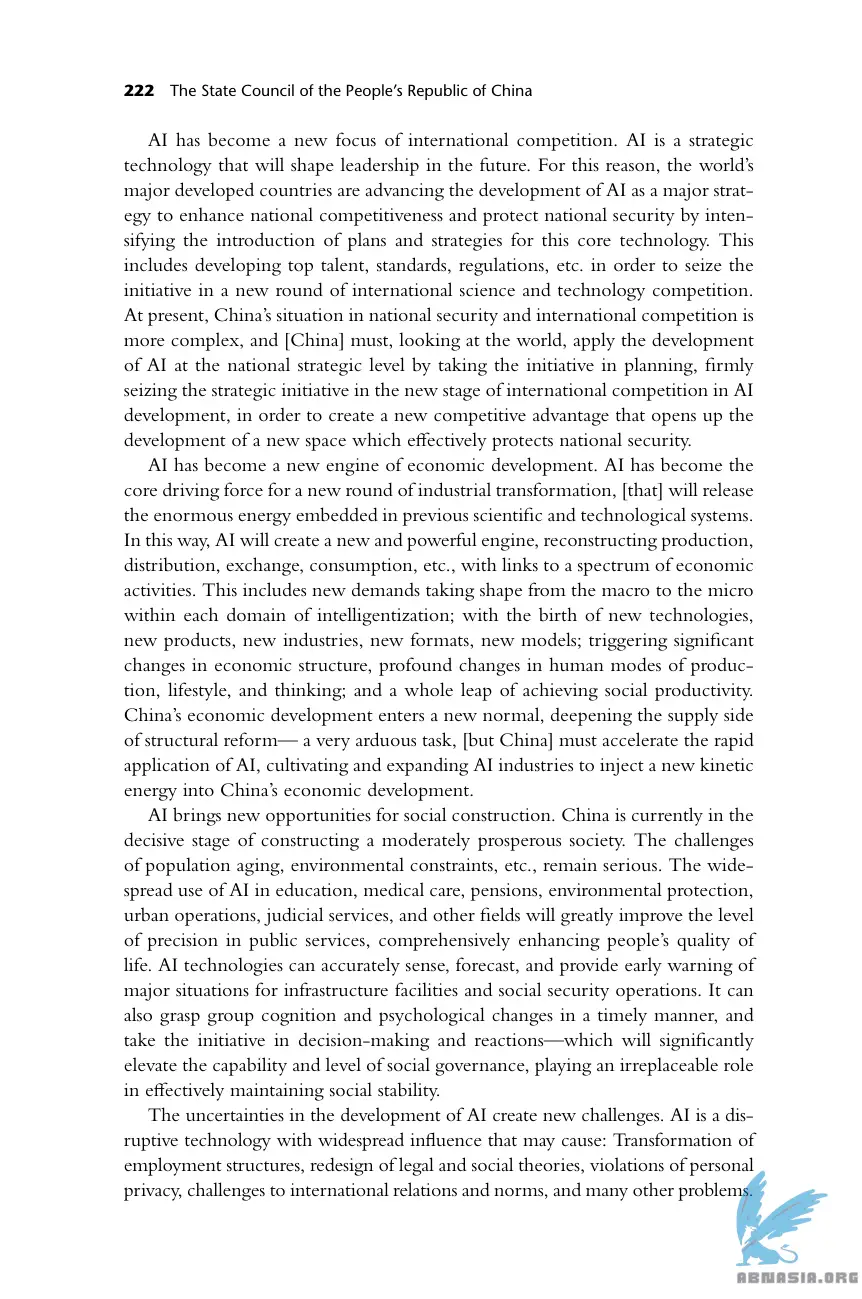 222 The State Council of the People’s Republic of China
AI has become a new focus of international competition. AI is a strategic
technology that will shape leadership in the future. For this reason, the world’s
major developed countries are advancing the development of AI as a major strat-
egy to enhance national competitiveness and protect national security by inten-
sifying the introduction of plans and strategies for this core technology. This
includes developing top talent, standards, regulations, etc. in order to seize the
initiative in a new round of international science and technology competition.
At present, China’s situation in national security and international competition is
more complex, and [China] must, looking at the world, apply the development
of AI at the national strategic level by taking the initiative in planning, firmly
seizing the strategic initiative in the new stage of international competition in AI
development, in order to create a new competitive advantage that opens up the
development of a new space which effectively protects national security.
AI has become a new engine of economic development. AI has become the
core driving force for a new round of industrial transformation, [that] will release
the enormous energy embedded in previous scientific and technological systems.
In this way, AI will create a new and powerful engine, reconstructing production,
distribution, exchange, consumption, etc., with links to a spectrum of economic
activities. This includes new demands taking shape from the macro to the micro
within each domain of intelligentization; with the birth of new technologies,
new products, new industries, new formats, new models; triggering significant
changes in economic structure, profound changes in human modes of produc-
tion, lifestyle, and thinking; and a whole leap of achieving social productivity.
China’s economic development enters a new normal, deepening the supply side
of structural reform— a very arduous task, [but China] must accelerate the rapid
application of AI, cultivating and expanding AI industries to inject a new kinetic
energy into China’s economic development.
AI brings new opportunities for social construction. China is currently in the
decisive stage of constructing a moderately prosperous society. The challenges
of population aging, environmental constraints, etc., remain serious. The wide-
spread use of AI in education, medical care, pensions, environmental protection,
urban operations, judicial services, and other fields will greatly improve the level
of precision in public services, comprehensively enhancing people’s quality of
life. AI technologies can accurately sense, forecast, and provide early warning of
major situations for infrastructure facilities and social security operations. It can
also grasp group cognition and psychological changes in a timely manner, and
take the initiative in decision-making and reactions—which will significantly
elevate the capability and level of social governance, playing an irreplaceable role
in effectively maintaining social stability.
The uncertainties in the development of AI create new challenges. AI is a dis-
ruptive technology with widespread influence that may cause: Transformation of
employment structures, redesign of legal and social theories, violations of personal
privacy, challenges to international relations and norms, and many other problems.
ABNASIA.ORG